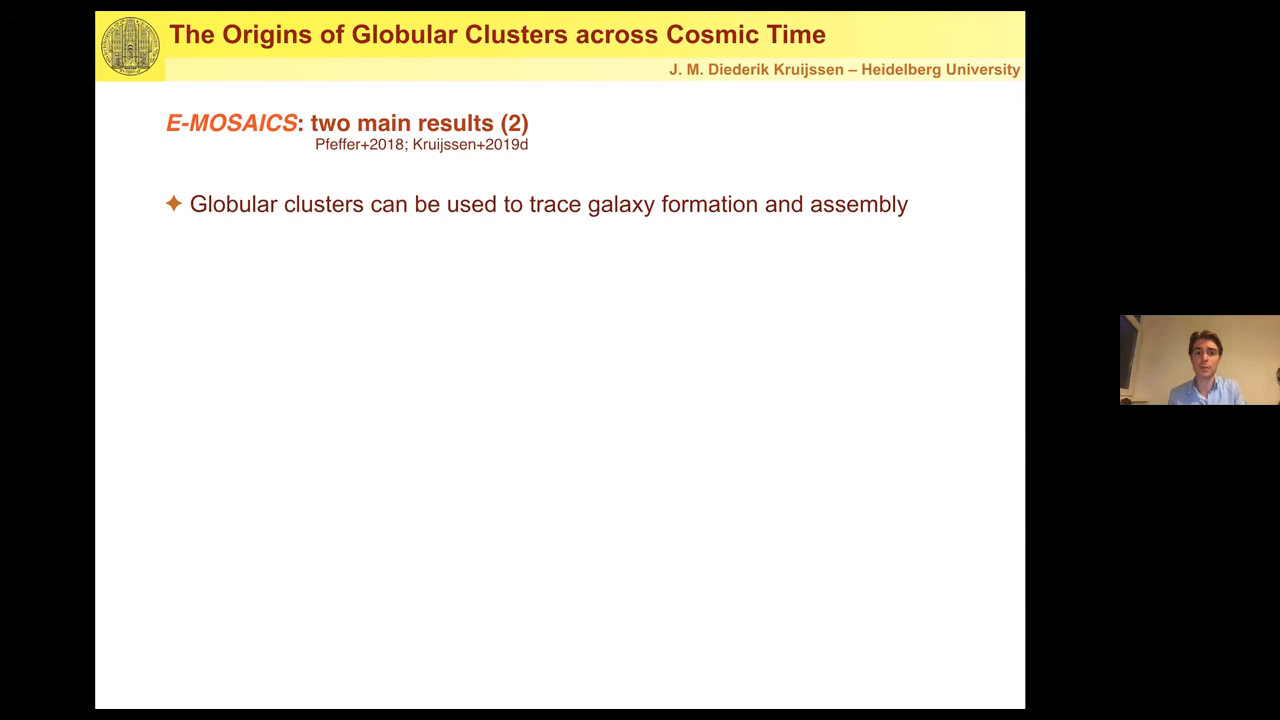 The Origins of Globular Clusters across Cosmic Time
J. M. Diederik Kruijssen – Heidelberg University
E-MOSAICS: two main results (2)
Pfeffer+2018; Kruijssen+2019d
✦ Globular clusters can be used to trace galaxy formation and assembly